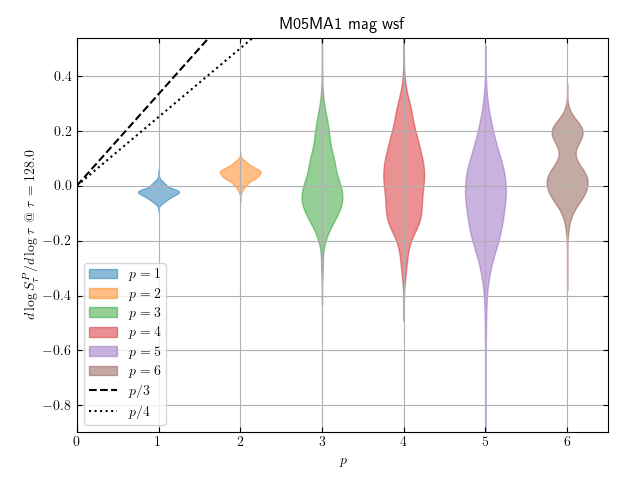 M05MA1 mag wsf
d log S_τ^P / d log τ @ τ = 128.0
0.4
0.2
0.0
−0.2
−0.4
−0.6
−0.8
p = 1
p = 2
p = 3
p = 4
p = 5
p = 6
p/3
p/4
0 1 2 3 4 5 6
p